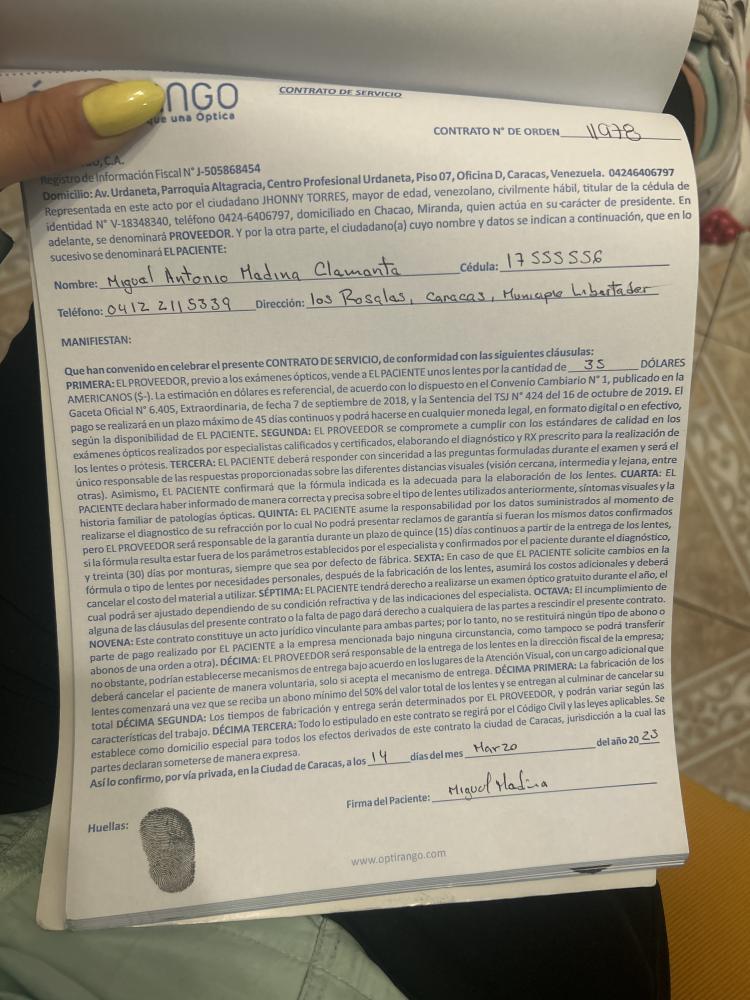 NGO
que una Óptica
CONTRATO DE SERVICIO
CONTRATO N° DE ORDEN 11978
, C.A.
Registro de Información Fiscal N° J-505868454
Domicilio: Av. Urdaneta, Parroquia Altagracia, Centro Profesional Urdaneta, Piso 07, Oficina D, Caracas, Venezuela. 04246406797
Representada en este acto por el ciudadano JHONNY TORRES, mayor de edad, venezolano, civilmente hábil, titular de la cédula de
identidad N° V-18348340, teléfono 0424-6406797, domiciliado en Chacao, Miranda, quien actúa en su carácter de presidente. En
adelante, se denominará PROVEEDOR. Y por la otra parte, el ciudadano(a) cuyo nombre y datos se indican a continuación, que en lo
sucesivo se denominará EL PACIENTE:
Nombre: Miguel Antonio Madina Clamanta Cédula: 17555556
Teléfono: 0412 2115339 Dirección: los Rosalas, Caracas, Municipio Libertador
MANIFIESTAN:
Que han convenido en celebrar el presente CONTRATO DE SERVICIO, de conformidad con las siguientes cláusulas:
PRIMERA: EL PROVEEDOR, previo a los exámenes ópticos, vende a EL PACIENTE unos lentes por la cantidad de 35 DÓLARES
AMERICANOS ($-). La estimación en dólares es referencial, de acuerdo con lo dispuesto en el Convenio Cambiario N° 1, publicado en la
Gaceta Oficial N° 6.405, Extraordinaria, de fecha 7 de septiembre de 2018, y la Sentencia del TSJ N° 424 del 16 de octubre de 2019. El
pago se realizará en un plazo máximo de 45 días continuos y podrá hacerse en cualquier moneda legal, en formato digital o en efectivo,
según la disponibilidad de EL PACIENTE. SEGUNDA: EL PROVEEDOR se compromete a cumplir con los estándares de calidad en los
exámenes ópticos realizados por especialistas calificados y certificados, elaborando el diagnóstico y RX prescrito para la realización de
los lentes o prótesis. TERCERA: EL PACIENTE deberá responder con sinceridad a las preguntas formuladas durante el examen y será el
único responsable de las respuestas proporcionadas sobre las diferentes distancias visuales (visión cercana, intermedia y lejana, entre
otras). Asimismo, EL PACIENTE confirmará que la fórmula indicada es la adecuada para la elaboración de los lentes. CUARTA: EL
PACIENTE declara haber informado de manera correcta y precisa sobre el tipo de lentes utilizados anteriormente, síntomas visuales y la
historia familiar de patologías ópticas. QUINTA: EL PACIENTE asume la responsabilidad por los datos suministrados al momento de
realizarse el diagnostico de su refracción por lo cual No podrá presentar reclamos de garantía si fueran los mismos datos confirmados
pero EL PROVEEDOR será responsable de la garantía durante un plazo de quince (15) días continuos a partir de la entrega de los lentes,
si la fórmula resulta estar fuera de los parámetros establecidos por el especialista y confirmados por el paciente durante el diagnóstico,
y treinta (30) días por monturas, siempre que sea por defecto de fábrica. SEXTA: En caso de que EL PACIENTE solicite cambios en la
fórmula o tipo de lentes por necesidades personales, después de la fabricación de los lentes, asumirá los costos adicionales y deberá
cancelar el costo del material a utilizar. SÉPTIMA: EL PACIENTE tendrá derecho a realizarse un examen óptico gratuito durante el año, el
cual podrá ser ajustado dependiendo de su condición refractiva y de las indicaciones del especialista. OCTAVA: El incumplimiento de
alguna de las cláusulas del presente contrato o la falta de pago dará derecho a cualquiera de las partes a rescindir el presente contrato.
NOVENA: Este contrato constituye un acto jurídico vinculante para ambas partes; por lo tanto, no se restituirá ningún tipo de abono o
parte de pago realizado por EL PACIENTE a la empresa mencionada bajo ninguna circunstancia, como tampoco se podrá transferir
abonos de una orden a otra). DÉCIMA: EL PROVEEDOR será responsable de la entrega de los lentes en la dirección fiscal de la empresa;
no obstante, podrían establecerse mecanismos de entrega bajo acuerdo en los lugares de la Atención Visual, con un cargo adicional que
deberá cancelar el paciente de manera voluntaria, solo si acepta el mecanismo de entrega. DÉCIMA PRIMERA: La fabricación de los
lentes comenzará una vez que se reciba un abono mínimo del 50% del valor total de los lentes y se entregan al culminar de cancelar su
total DÉCIMA SEGUNDA: Los tiempos de fabricación y entrega serán determinados por EL PROVEEDOR, y podrán variar según las
características del trabajo. DÉCIMA TERCERA: Todo lo estipulado en este contrato se regirá por el Código Civil y las leyes aplicables. Se
establece como domicilio especial para todos los efectos derivados de este contrato la ciudad de Caracas, jurisdicción a la cual las
partes declaran someterse de manera expresa.
Así lo confirmo, por vía privada, en la Ciudad de Caracas, a los 14 días del mes Marzo del año 2025
Firma del Paciente: Miguel Madina
Huellas:
www.optirango.com